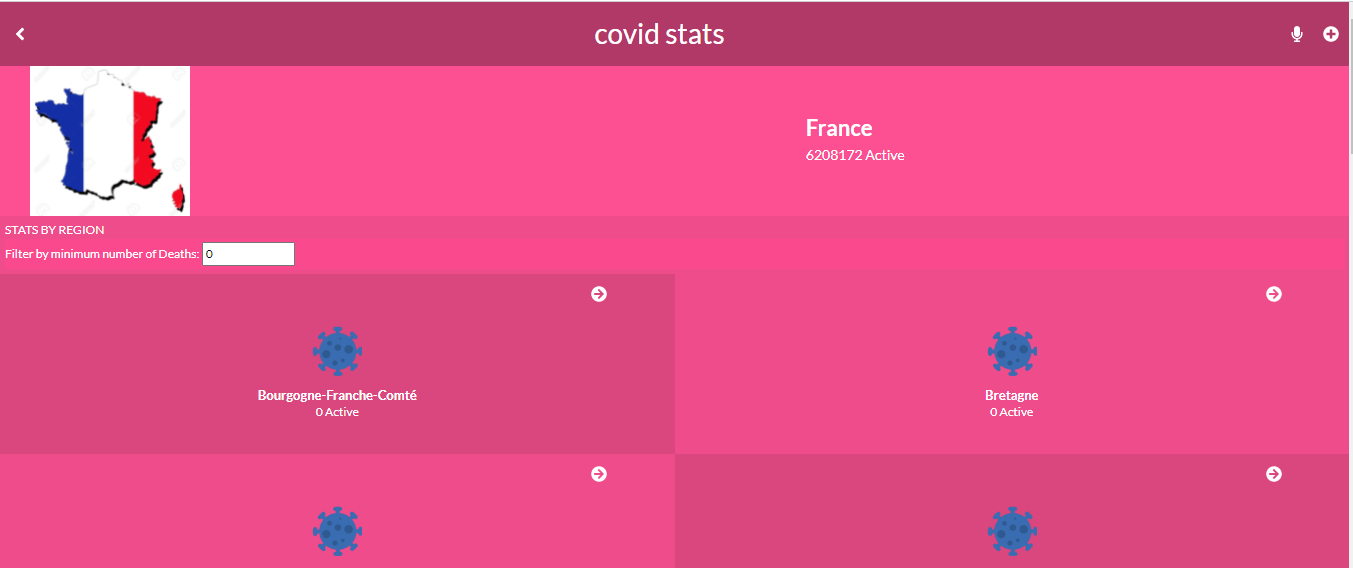 covid stats
France
6208172 Active
STATS BY REGION
Filter by minimum number of Deaths: 0
Bourgogne-Franche-Comté
0 Active
Bretagne
0 Active